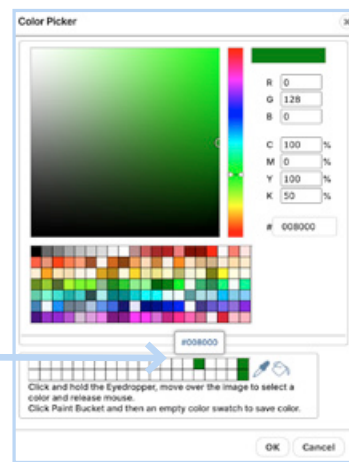 Color Picker
R 0
G 128
B 0
C 100 %
M 0 %
Y 100 %
K 50 %
# 008000
#008000
Click and hold the Eyedropper, move over the image to select a
color and release mouse.
Click Paint Bucket and then an empty color swatch to save color.
OK Cancel